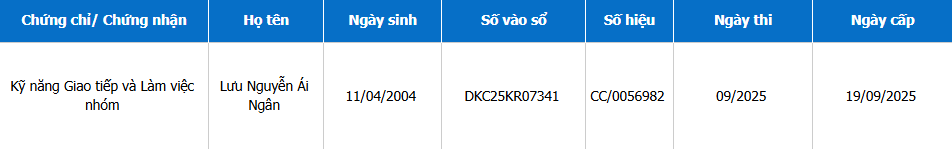 Chứng chỉ/ Chứng nhận Họ tên Ngày sinh Số vào sổ Số hiệu Ngày thi Ngày cấp
Kỹ năng Giao tiếp và Làm việc nhóm Lưu Nguyễn Ái Ngân 11/04/2004 DKC25KR07341 CC/0056982 09/2025 19/09/2025